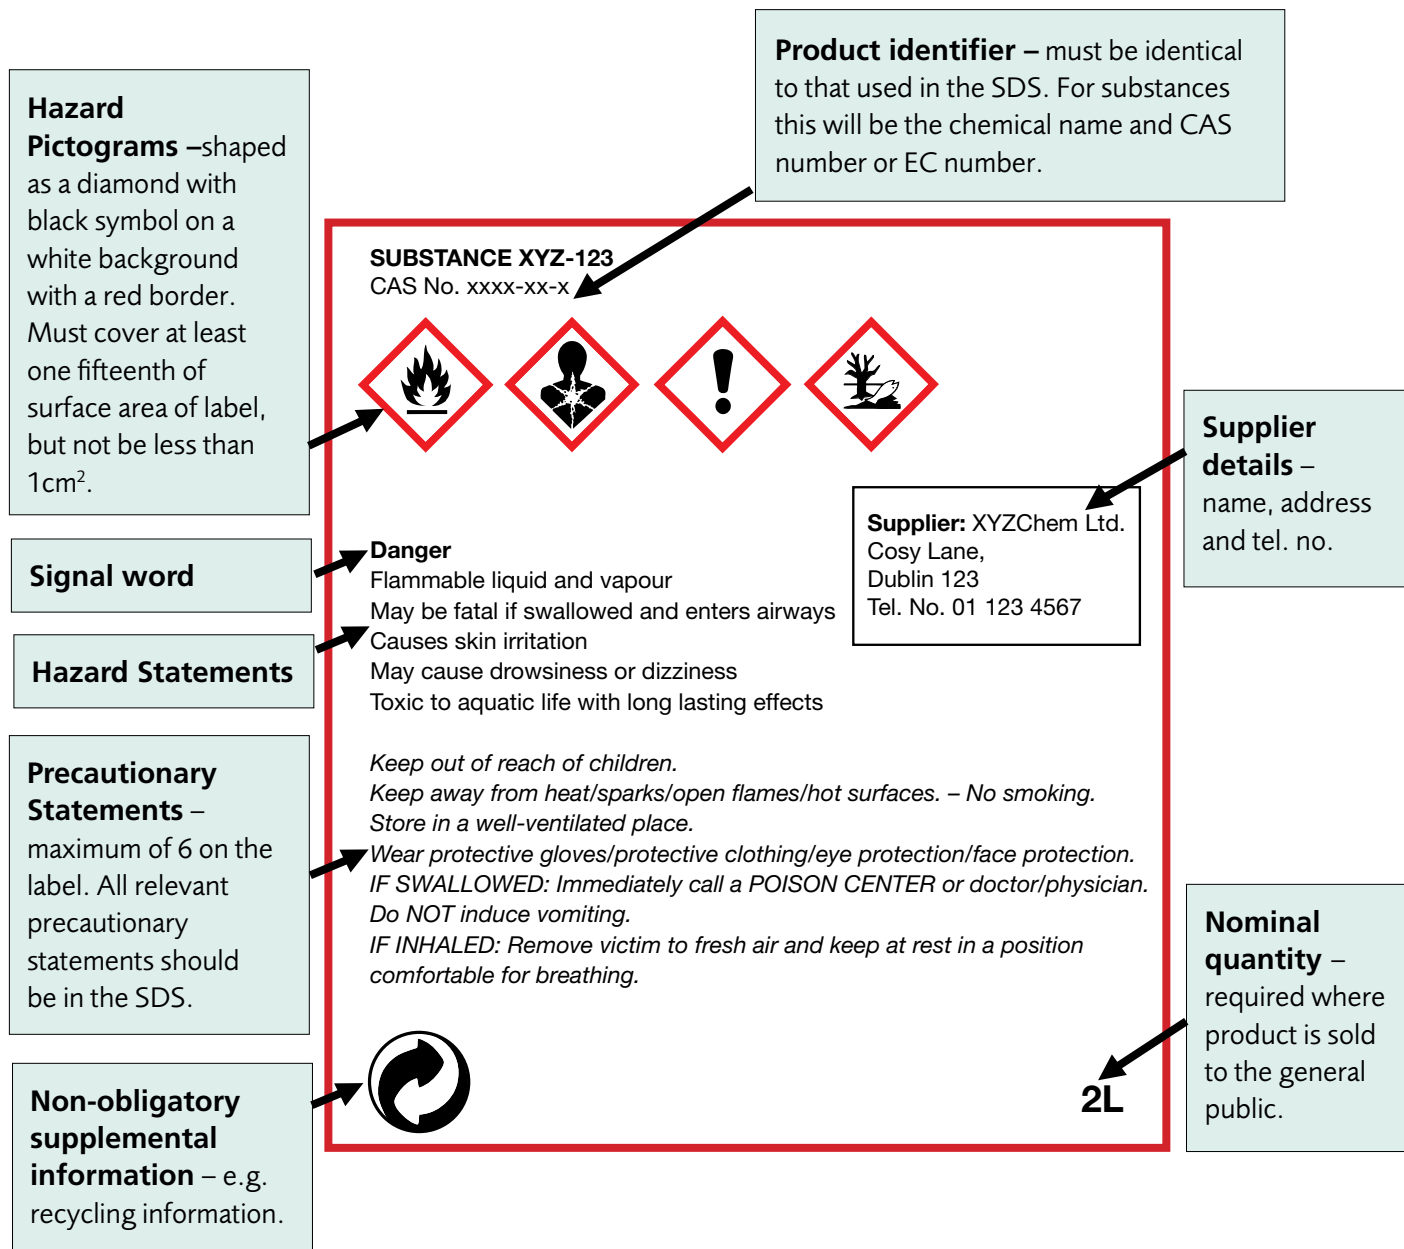 Product identifier – must be identical
to that used in the SDS. For substances
this will be the chemical name and CAS
number or EC number.
Hazard
Pictograms –shaped
as a diamond with
black symbol on a
white background
with a red border.
Must cover at least
one fifteenth of
surface area of label,
but not be less than
1cm².
SUBSTANCE XYZ-123
CAS No. xxxx-xx-x
Supplier
details –
name, address
and tel. no.
Supplier: XYZChem Ltd.
Cosy Lane,
Dublin 123
Tel. No. 01 123 4567
Signal word
Danger
Flammable liquid and vapour
May be fatal if swallowed and enters airways
Causes skin irritation
May cause drowsiness or dizziness
Toxic to aquatic life with long lasting effects
Hazard Statements
Precautionary
Statements –
maximum of 6 on the
label. All relevant
precautionary
statements should
be in the SDS.
Keep out of reach of children.
Keep away from heat/sparks/open flames/hot surfaces. – No smoking.
Store in a well-ventilated place.
Wear protective gloves/protective clothing/eye protection/face protection.
IF SWALLOWED: Immediately call a POISON CENTER or doctor/physician.
Do NOT induce vomiting.
IF INHALED: Remove victim to fresh air and keep at rest in a position
comfortable for breathing.
Nominal
quantity –
required where
product is sold
to the general
public.
Non-obligatory
supplemental
information – e.g.
recycling information.
2L